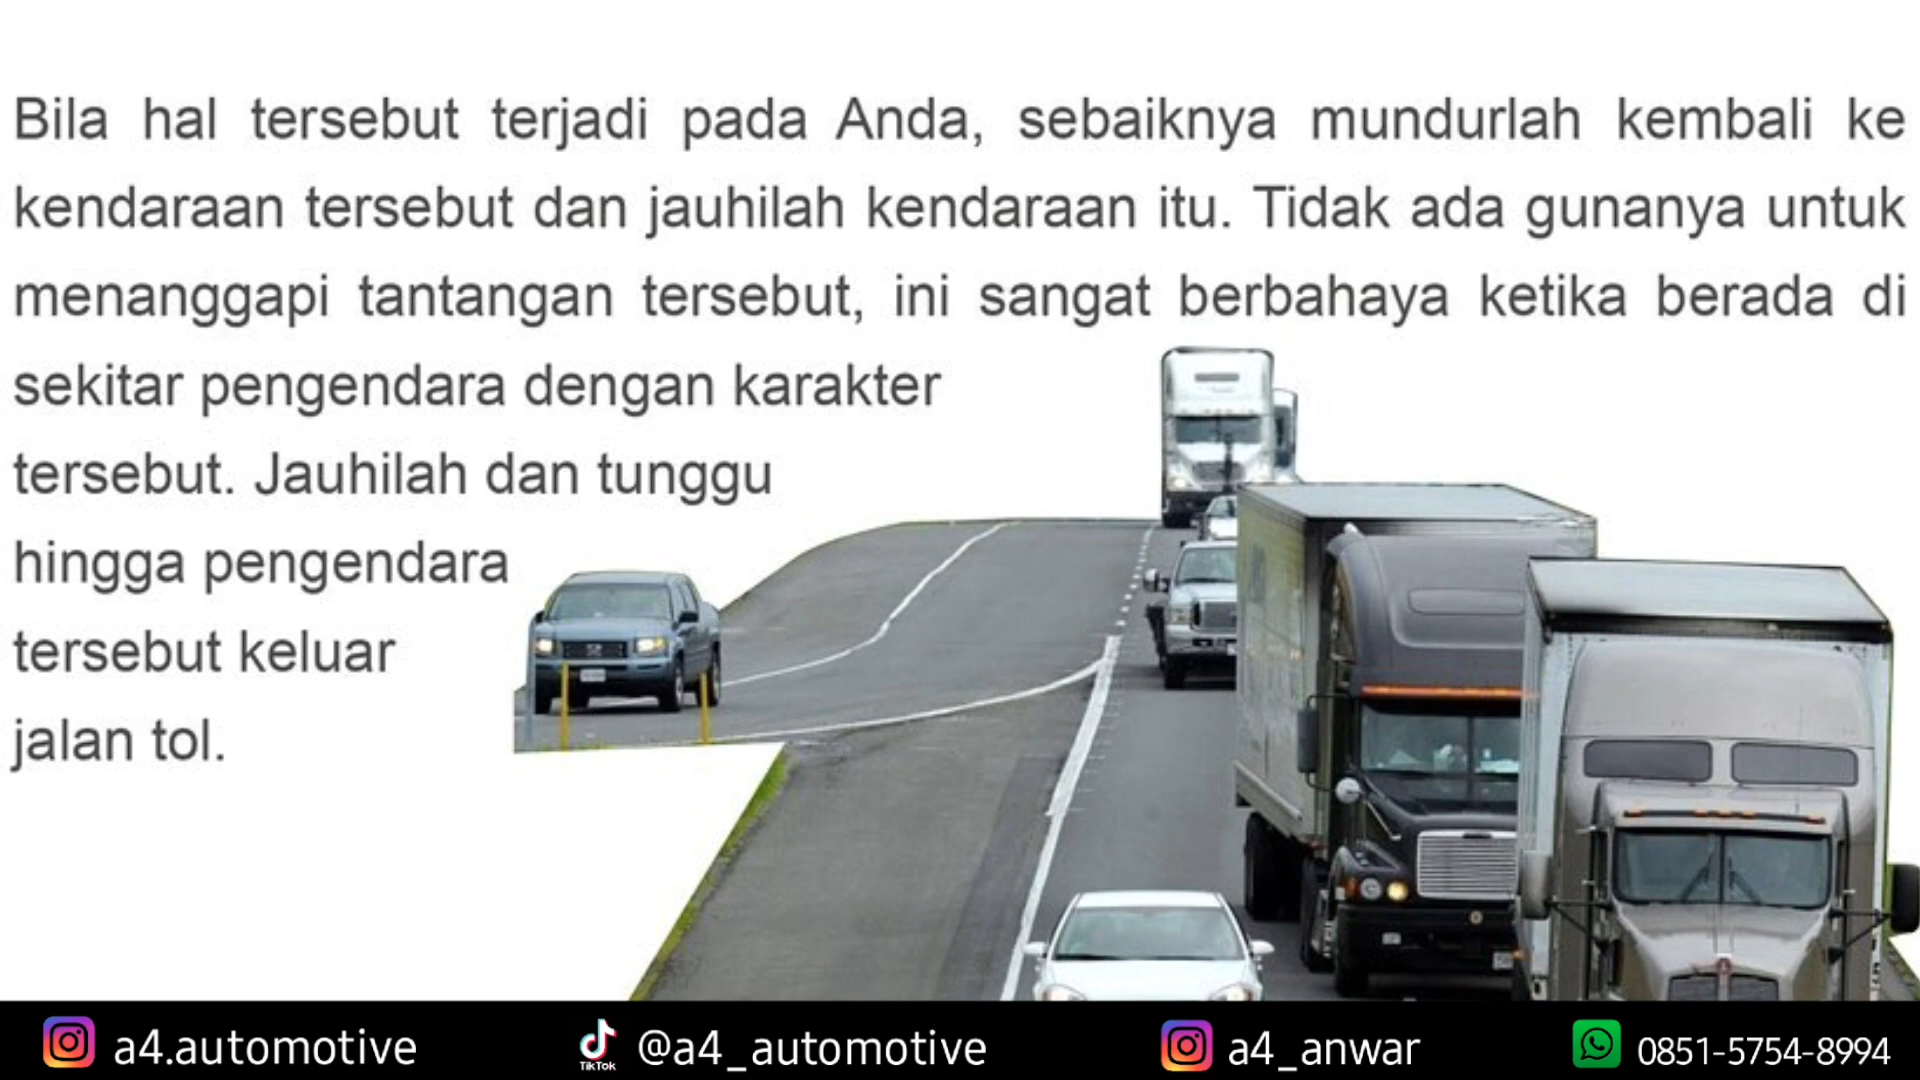 Bila hal tersebut terjadi pada Anda, sebaiknya mundurlah kembali ke
kendaraan tersebut dan jauhilah kendaraan itu. Tidak ada gunanya untuk
menanggapi tantangan tersebut, ini sangat berbahaya ketika berada di
sekitar pengendara dengan karakter
tersebut. Jauhilah dan tunggu
hingga pengendara
tersebut keluar
jalan tol.
a4.automotive
TikTok
@a4_automotive
a4_anwar
0851-5754-8994